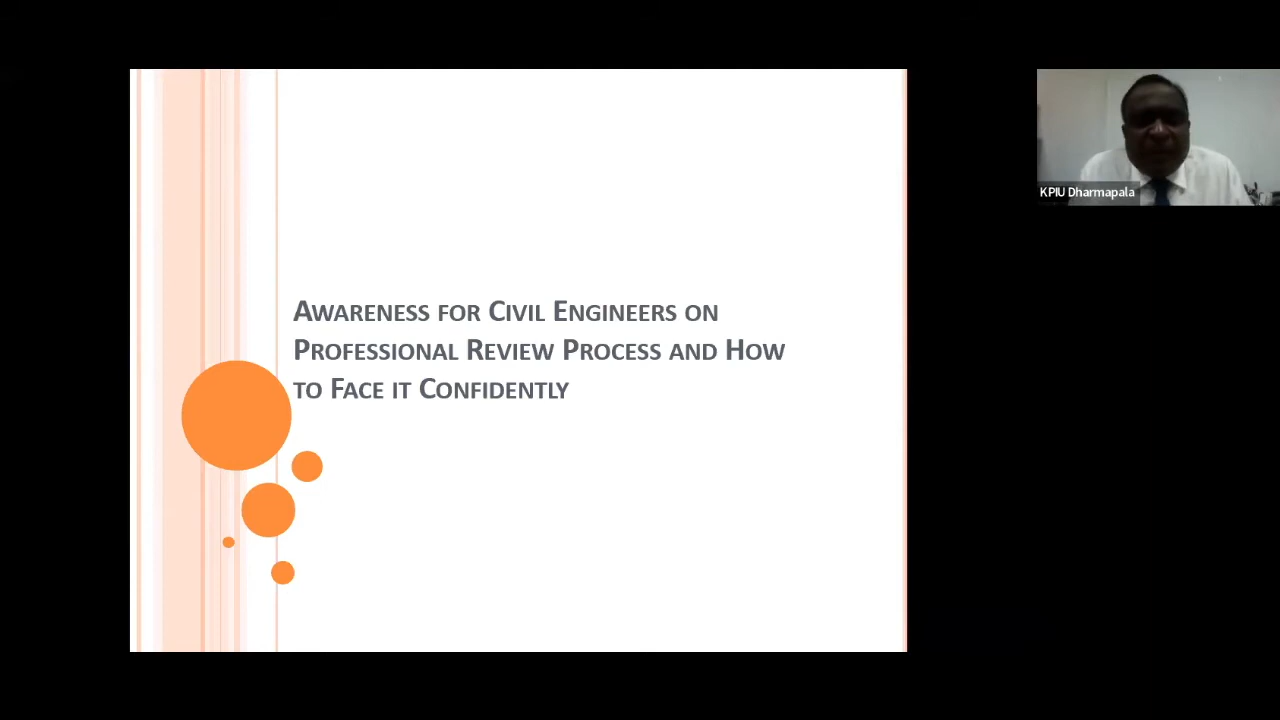 Awareness for Civil Engineers on
Professional Review Process and How
to Face it Confidently
KPIU Dharmapala